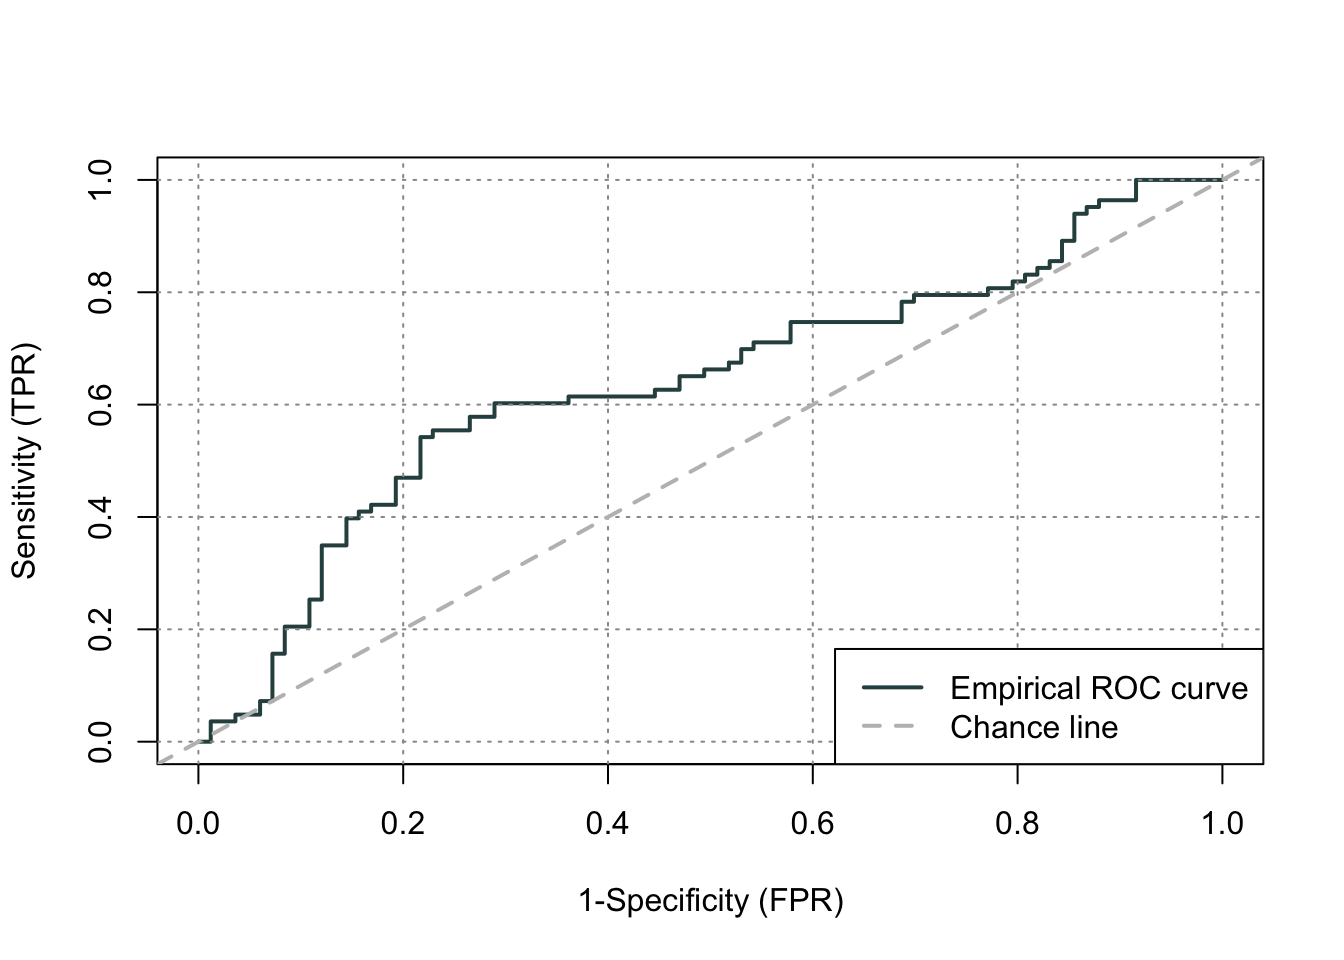 1.0
0.8
0.6
0.4
0.2
0.0
Sensitivity (TPR)
Empirical ROC curve
Chance line
0.0 0.2 0.4 0.6 0.8 1.0
1-Specificity (FPR)